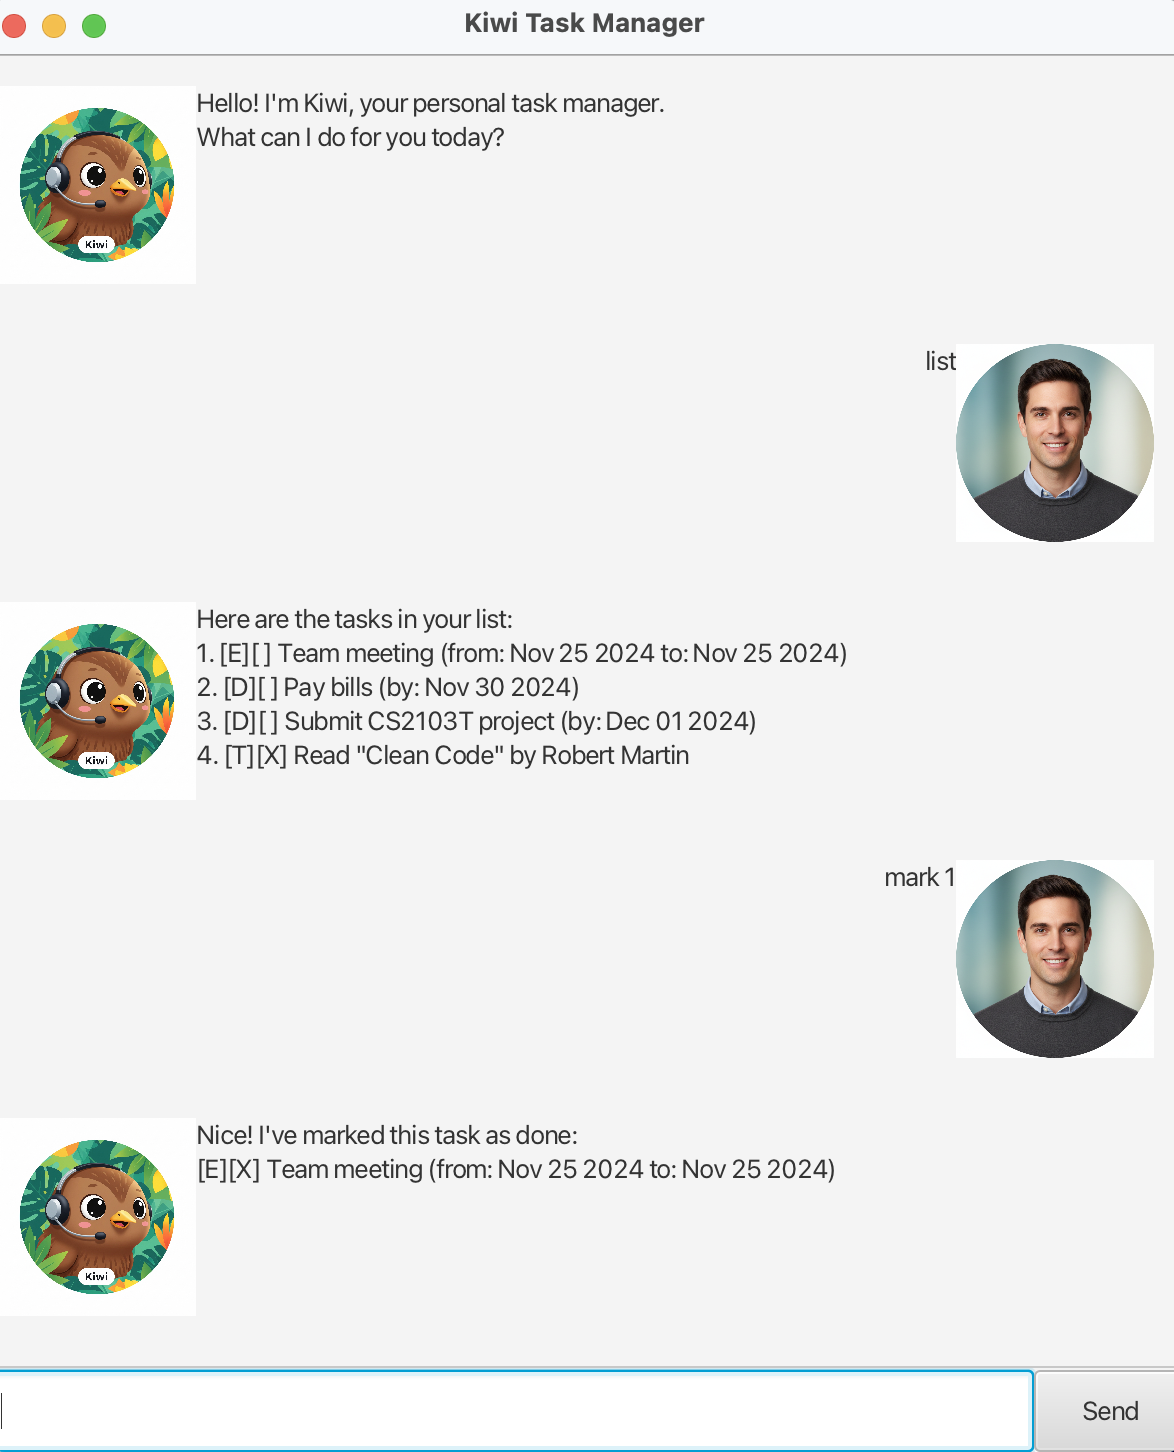 Kiwi Task Manager
Hello! I'm Kiwi, your personal task manager.
What can I do for you today?
Kiwi
list
Here are the tasks in your list:
1. [E][ ] Team meeting (from: Nov 25 2024 to: Nov 25 2024)
2. [D][ ] Pay bills (by: Nov 30 2024)
3. [D][ ] Submit CS2103T project (by: Dec 01 2024)
4. [T][X] Read "Clean Code" by Robert Martin
Kiwi
mark 1
Nice! I've marked this task as done:
[E][X] Team meeting (from: Nov 25 2024 to: Nov 25 2024)
Kiwi
Send